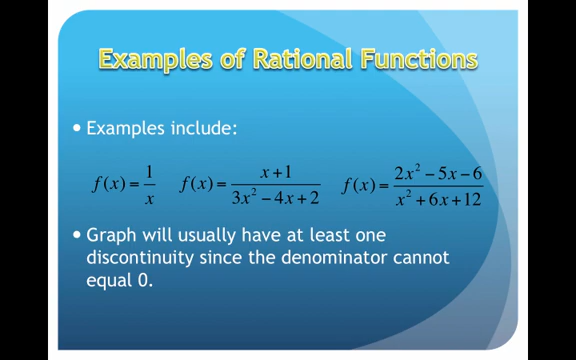 Examples of Rational Functions
• Examples include:
f(x) = 1/x   f(x) = (x+1)/(3x² − 4x + 2)   f(x) = (2x² − 5x − 6)/(x² + 6x + 12)
• Graph will usually have at least one
discontinuity since the denominator cannot
equal 0.